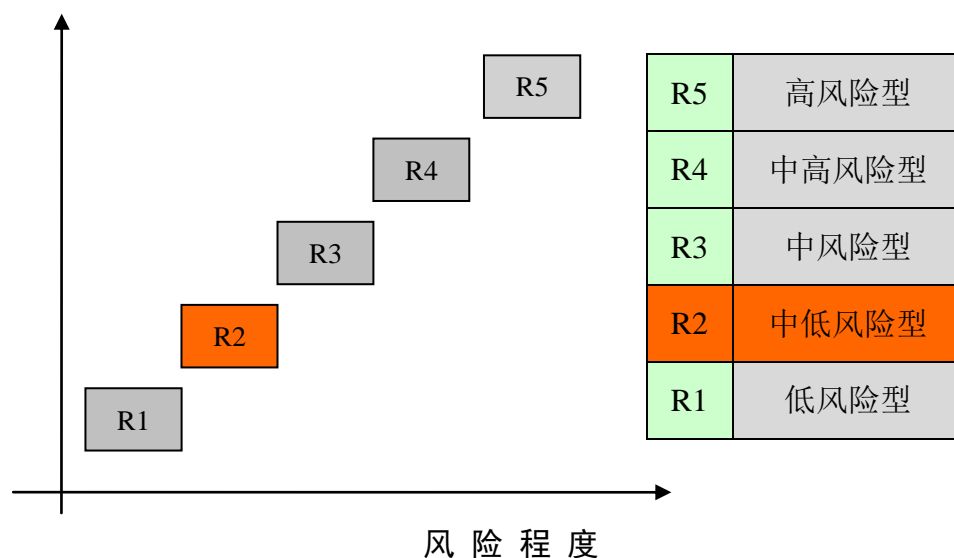 R5
R4
R3
R2
R1
风险程度
R5 高风险型
R4 中高风险型
R3 中风险型
R2 中低风险型
R1 低风险型